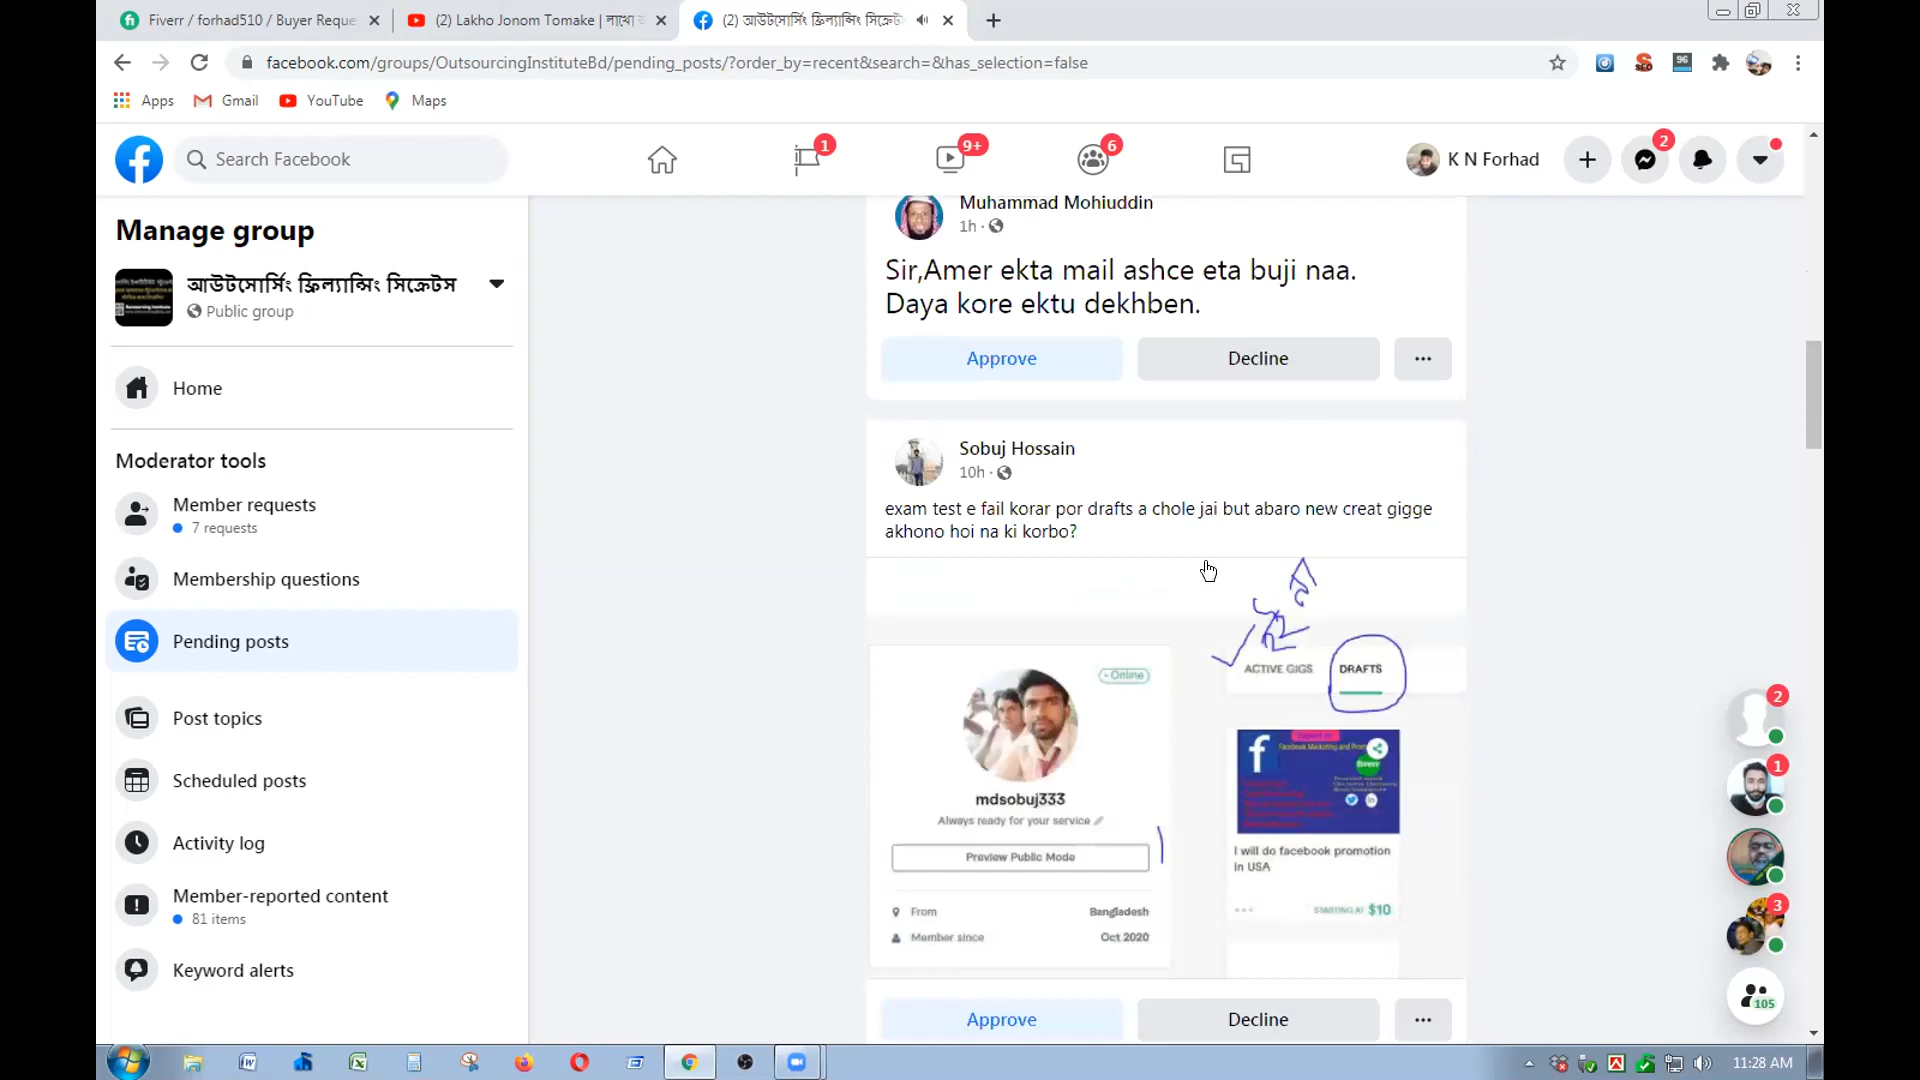 Fiverr / forhad510 / Buyer Reque
(2) Lakho Jonom Tomake | লাখো
(2) আউটসোর্সিং ফ্রিল্যান্সিং সিক্রেটস
facebook.com/groups/OutsourcingInstituteBd/pending_posts/?order_by=recent&search=&has_selection=false
96
Apps
Gmail
YouTube
Maps
Search Facebook
1
9+
6
K N Forhad
2
Manage group
আউটসোর্সিং ফ্রিল্যান্সিং সিক্রেটস
Public group
Home
Moderator tools
Member requests
7 requests
Membership questions
Pending posts
Post topics
Scheduled posts
Activity log
Member-reported content
81 items
Keyword alerts
Muhammad Mohiuddin
1h ·
Sir,Amer ekta mail ashce eta buji naa.
Daya kore ektu dekhben.
Approve
Decline
Sobuj Hossain
10h ·
exam test e fail korar por drafts a chole jai but abaro new creat gigge
akhono hoi na ki korbo?
ACTIVE GIGS
DRAFTS
• Online
mdsobuj333
Always ready for your service
Preview Public Mode
From
Bangladesh
Member since
Oct 2020
Facebook Marketing and Prom
fiverr
I will do facebook promotion
in USA
STARTING AT $10
Approve
Decline
2
1
3
105
11:28 AM